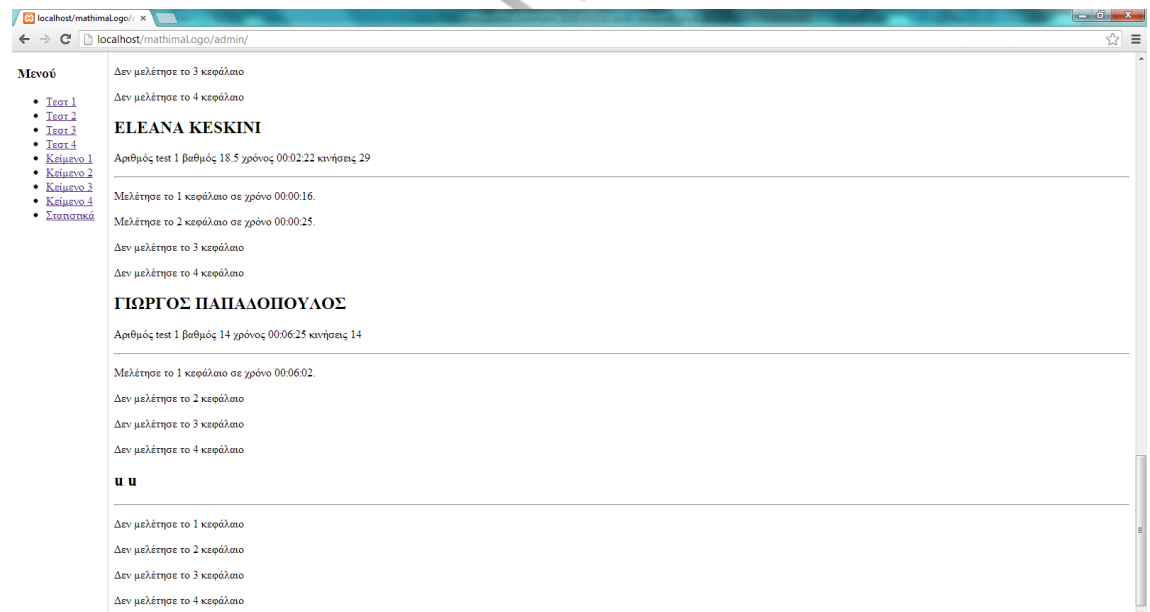 localhost/mathimaLogo/a
localhost/mathimaLogo/admin/
Μενού
Τεστ 1
Τεστ 2
Τεστ 3
Τεστ 4
Κείμενο 1
Κείμενο 2
Κείμενο 3
Κείμενο 4
Στατιστικά
Δεν μελέτησε το 3 κεφάλαιο
Δεν μελέτησε το 4 κεφάλαιο
ELEANA KESKINI
Αριθμός test 1 βαθμός 18.5 χρόνος 00:02:22 κινήσεις 29
Μελέτησε το 1 κεφάλαιο σε χρόνο 00:00:16.
Μελέτησε το 2 κεφάλαιο σε χρόνο 00:00:25.
Δεν μελέτησε το 3 κεφάλαιο
Δεν μελέτησε το 4 κεφάλαιο
ΓΙΩΡΓΟΣ ΠΑΠΑΔΟΠΟΥΛΟΣ
Αριθμός test 1 βαθμός 14 χρόνος 00:06:25 κινήσεις 14
Μελέτησε το 1 κεφάλαιο σε χρόνο 00:06:02.
Δεν μελέτησε το 2 κεφάλαιο
Δεν μελέτησε το 3 κεφάλαιο
Δεν μελέτησε το 4 κεφάλαιο
u u
Δεν μελέτησε το 1 κεφάλαιο
Δεν μελέτησε το 2 κεφάλαιο
Δεν μελέτησε το 3 κεφάλαιο
Δεν μελέτησε το 4 κεφάλαιο